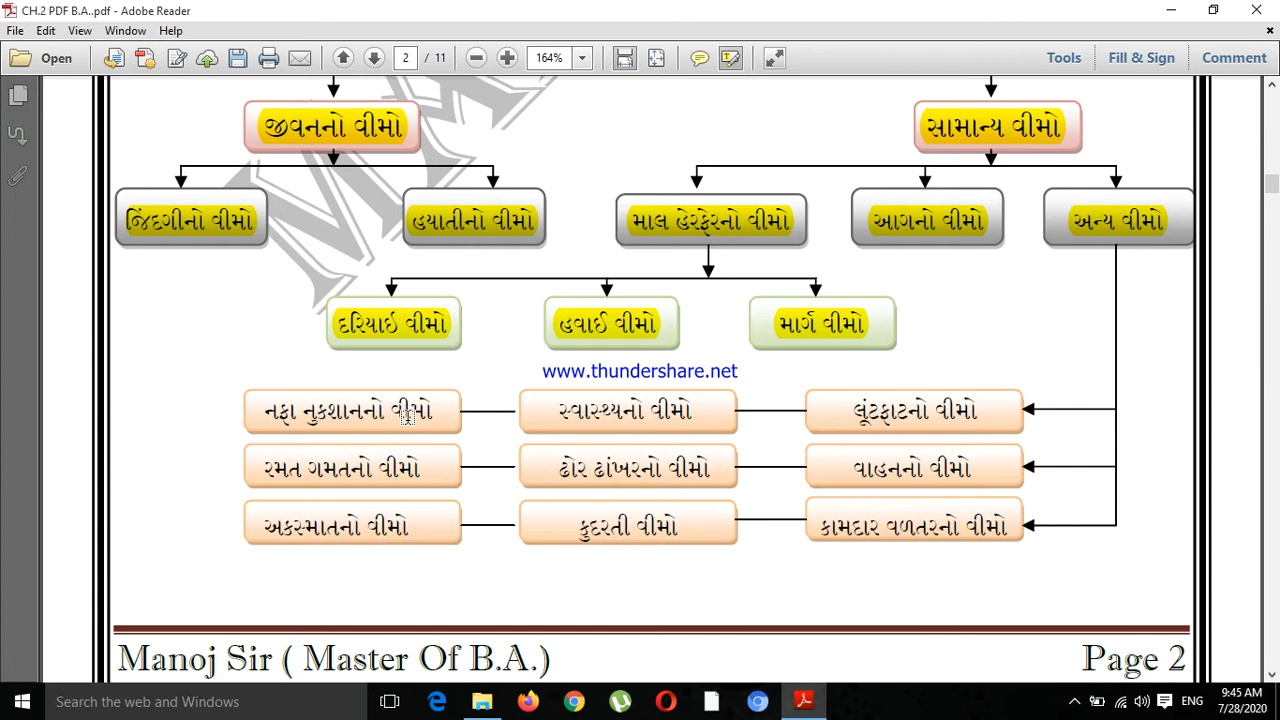 CH.2 PDF B.A..pdf - Adobe Reader
File Edit View Window Help
Open 2 / 11 164% Tools Fill & Sign Comment
જીવનનો વીમો સામાન્ય વીમો
જિંદગીનો વીમો હયાતીનો વીમો માલ હેરફેરનો વીમો આગનો વીમો અન્ય વીમો
દરિયાઇ વીમો હવાઈ વીમો માર્ગ વીમો
www.thundershare.net
નફા નુકશાનનો વીમો સ્વાસ્થ્યનો વીમો લૂંટફાટનો વીમો
રમત ગમતનો વીમો ઢોર ઢાંખરનો વીમો વાહનનો વીમો
અકસ્માતનો વીમો કુદરતી વીમો કામદાર વળતરનો વીમો
Manoj Sir ( Master Of B.A.) Page 2
Search the web and Windows ENG 9:45 AM
7/28/2020